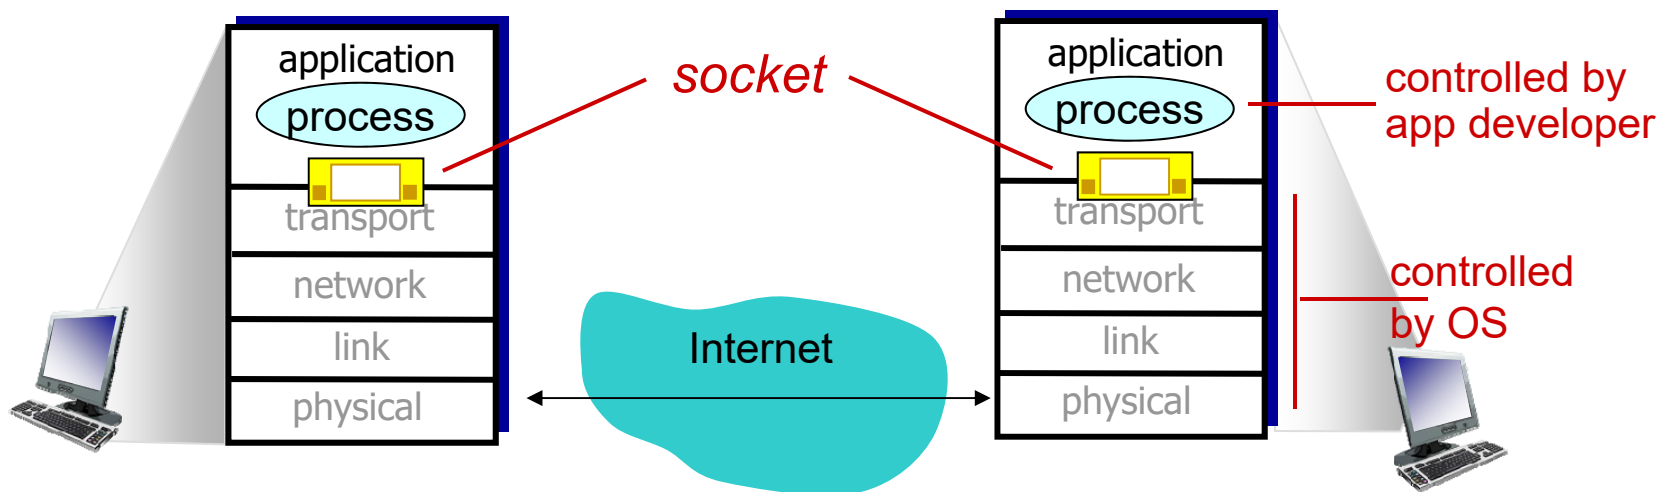 application
process
transport
network
link
physical
socket
Internet
application
process
transport
network
link
physical
controlled by
app developer
controlled
by OS